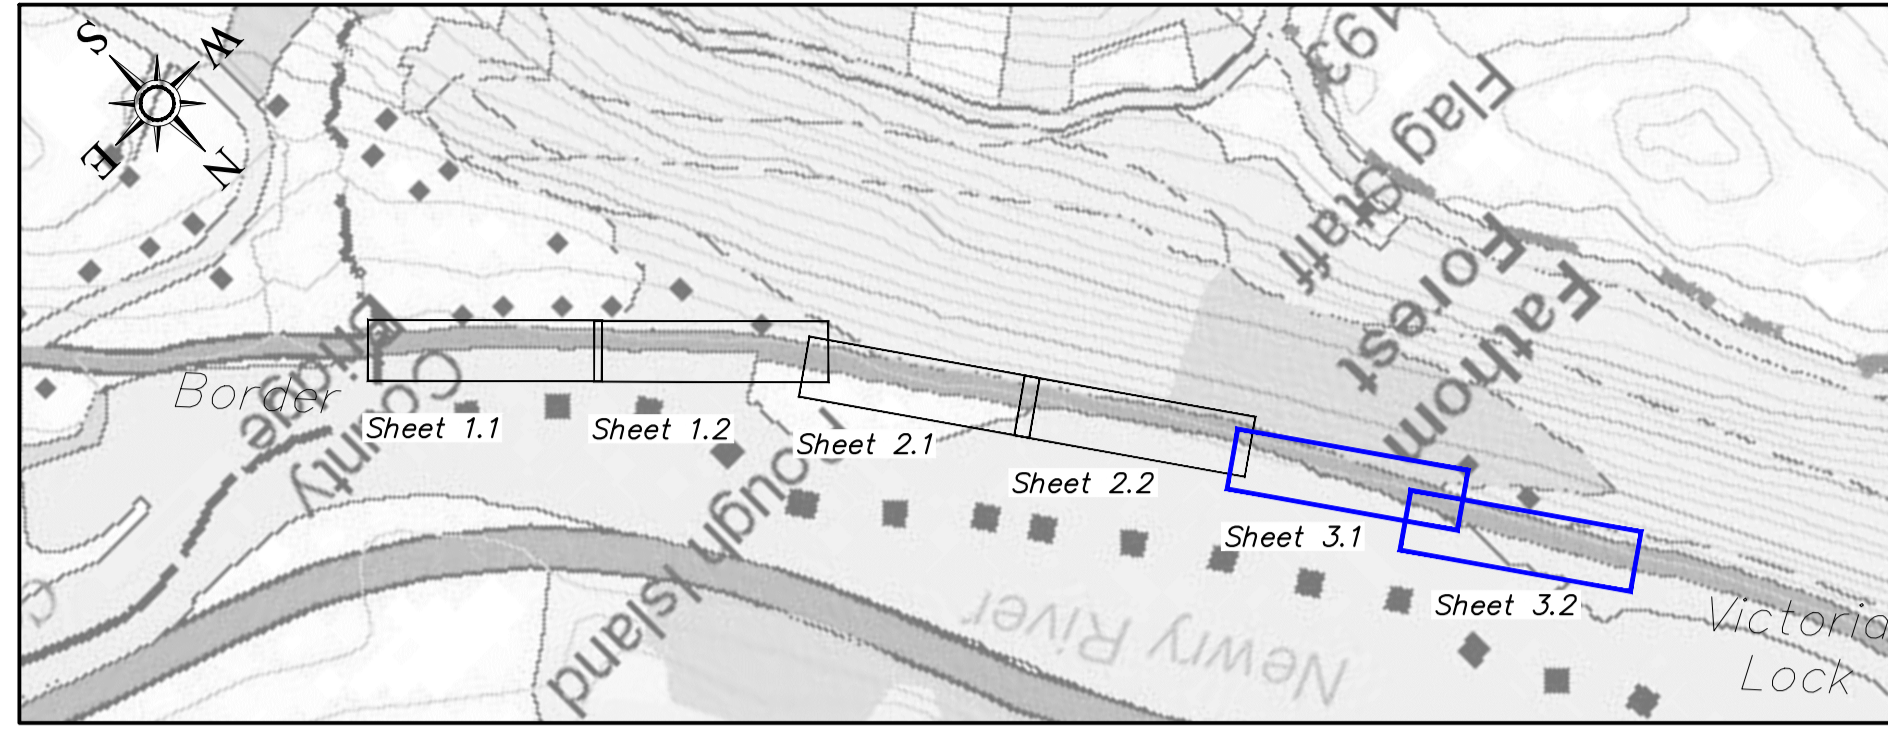 S
W
E
N
193
Flag Staff
Fathom
Forest
County
Bridge
Border
Sheet 1.1
Sheet 1.2
Sheet 2.1
Sheet 2.2
Sheet 3.1
Sheet 3.2
Island
Newry River
Victoria
Lock